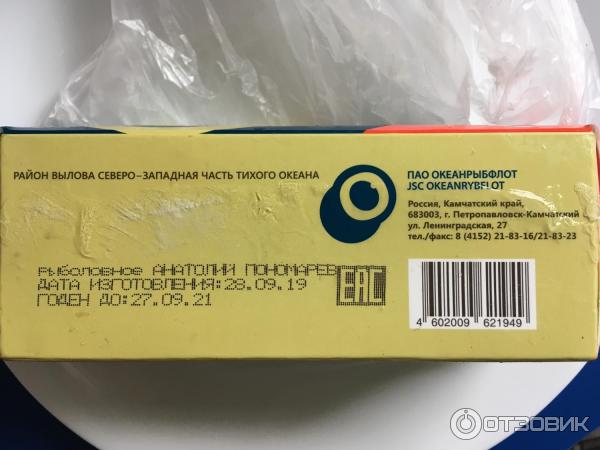 РАЙОН ВЫЛОВА СЕВЕРО-ЗАПАДНАЯ ЧАСТЬ ТИХОГО ОКЕАНА
ПАО ОКЕАНРЫБФЛОТ
JSC OKEANRYBFLOT
Россия, Камчатский край,
683003, г. Петропавловск-Камчатский
ул. Ленинградская, 27
тел./факс: 8 (4152) 21-83-16/21-83-23
рыболовное АНАТОЛИЙ ПОНОМАРЕВ
ДАТА ИЗГОТОВЛЕНИЯ:28.09.19
ГОДЕН ДО:27.09.21
EAC
4 602009 621949
ОТЗОВИК